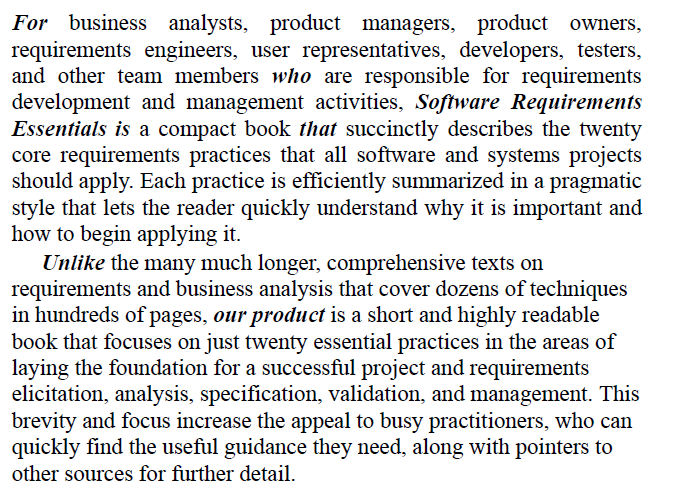 For business analysts, product managers, product owners,
requirements engineers, user representatives, developers, testers,
and other team members who are responsible for requirements
development and management activities, Software Requirements
Essentials is a compact book that succinctly describes the twenty
core requirements practices that all software and systems projects
should apply. Each practice is efficiently summarized in a pragmatic
style that lets the reader quickly understand why it is important and
how to begin applying it.
Unlike the many much longer, comprehensive texts on
requirements and business analysis that cover dozens of techniques
in hundreds of pages, our product is a short and highly readable
book that focuses on just twenty essential practices in the areas of
laying the foundation for a successful project and requirements
elicitation, analysis, specification, validation, and management. This
brevity and focus increase the appeal to busy practitioners, who can
quickly find the useful guidance they need, along with pointers to
other sources for further detail.